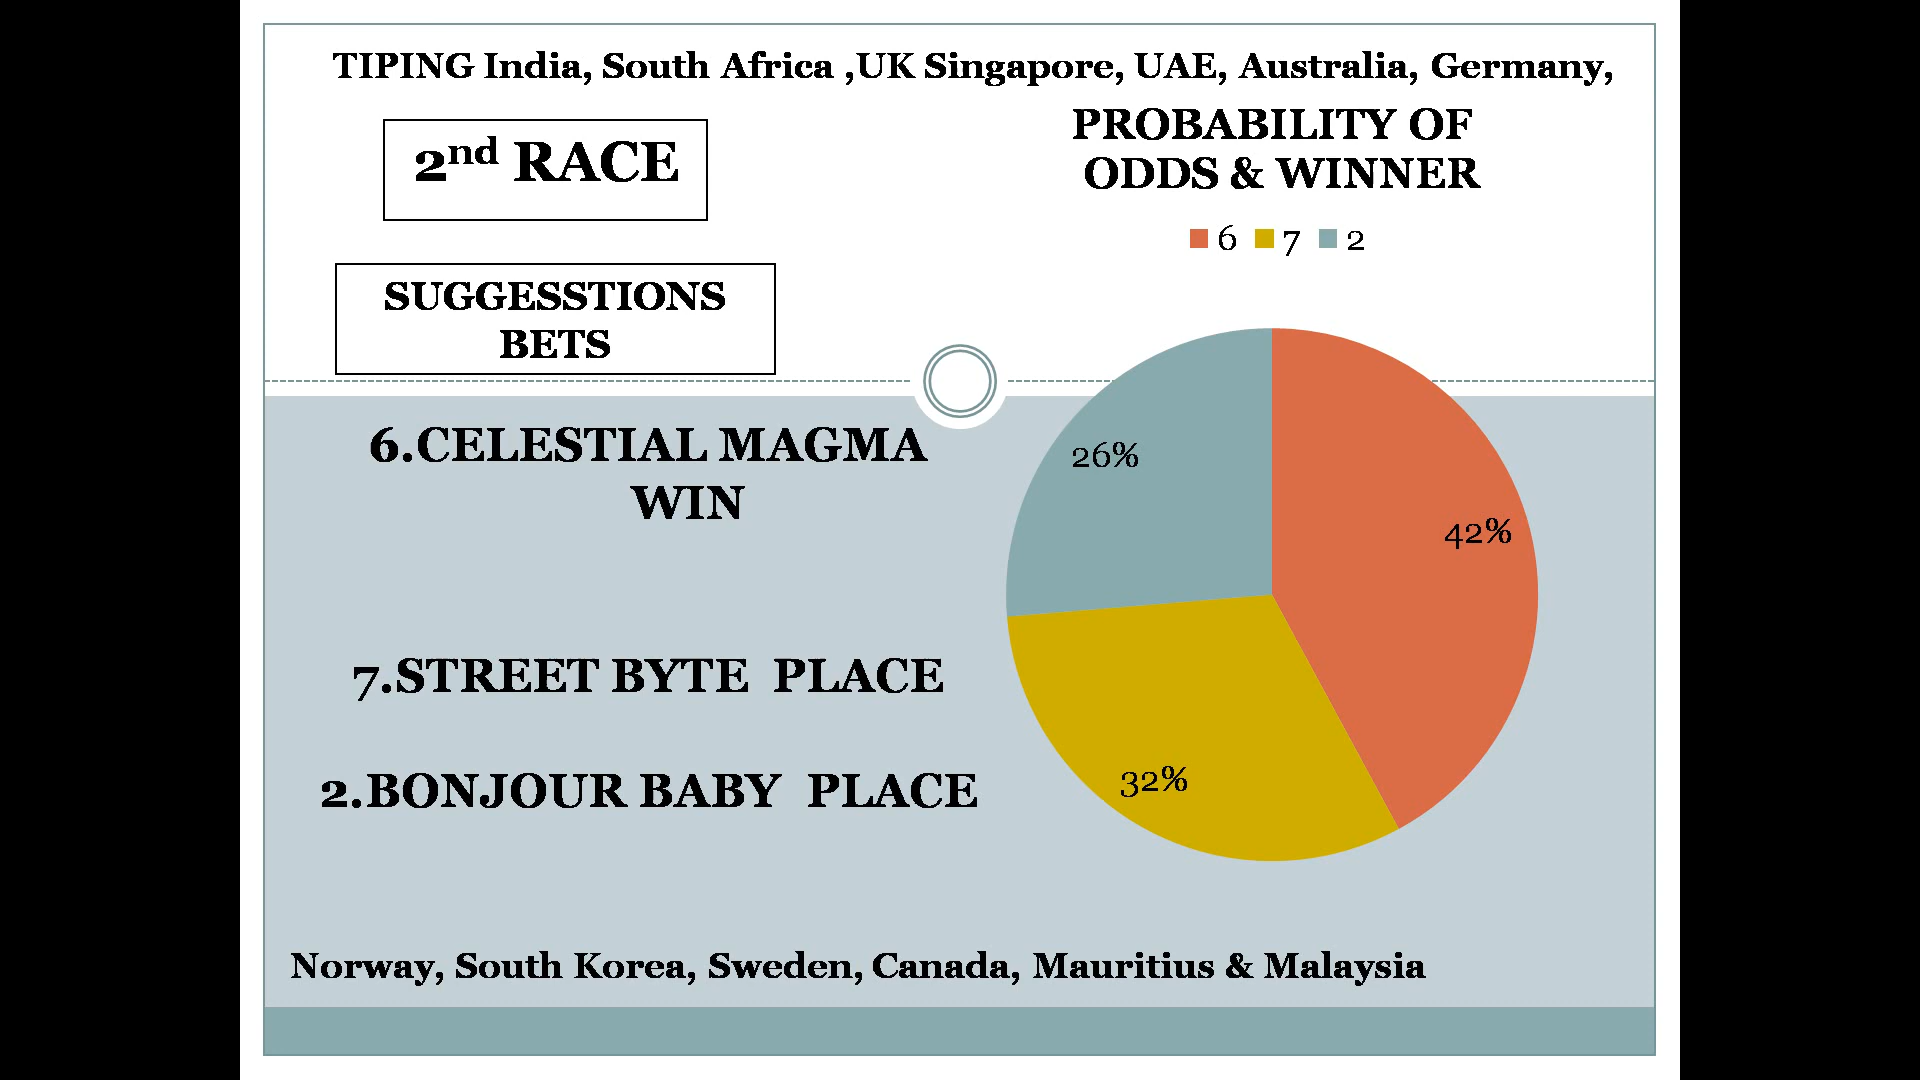 TIPING India, South Africa ,UK Singapore, UAE, Australia, Germany,
2nd RACE
PROBABILITY OF
ODDS & WINNER
6 7 2
SUGGESSTIONS
BETS
6.CELESTIAL MAGMA
WIN
7.STREET BYTE PLACE
2.BONJOUR BABY PLACE
26%
42%
32%
Norway, South Korea, Sweden, Canada, Mauritius & Malaysia